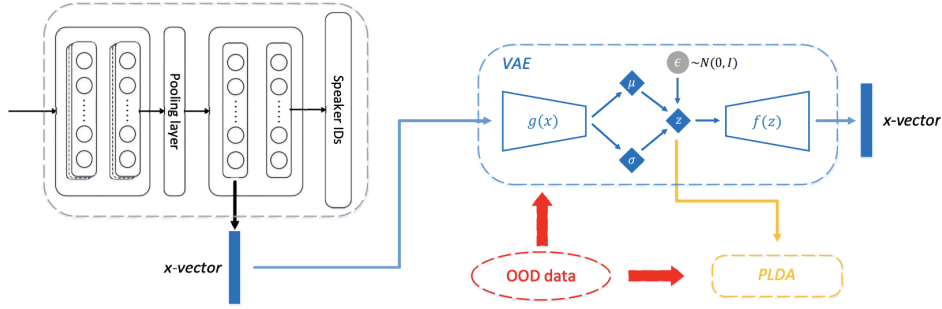 Pooling layer
Speaker IDs
x-vector
VAE
g(x)
μ
σ
ϵ ~N(0, I)
z
f(z)
x-vector
OOD data
PLDA